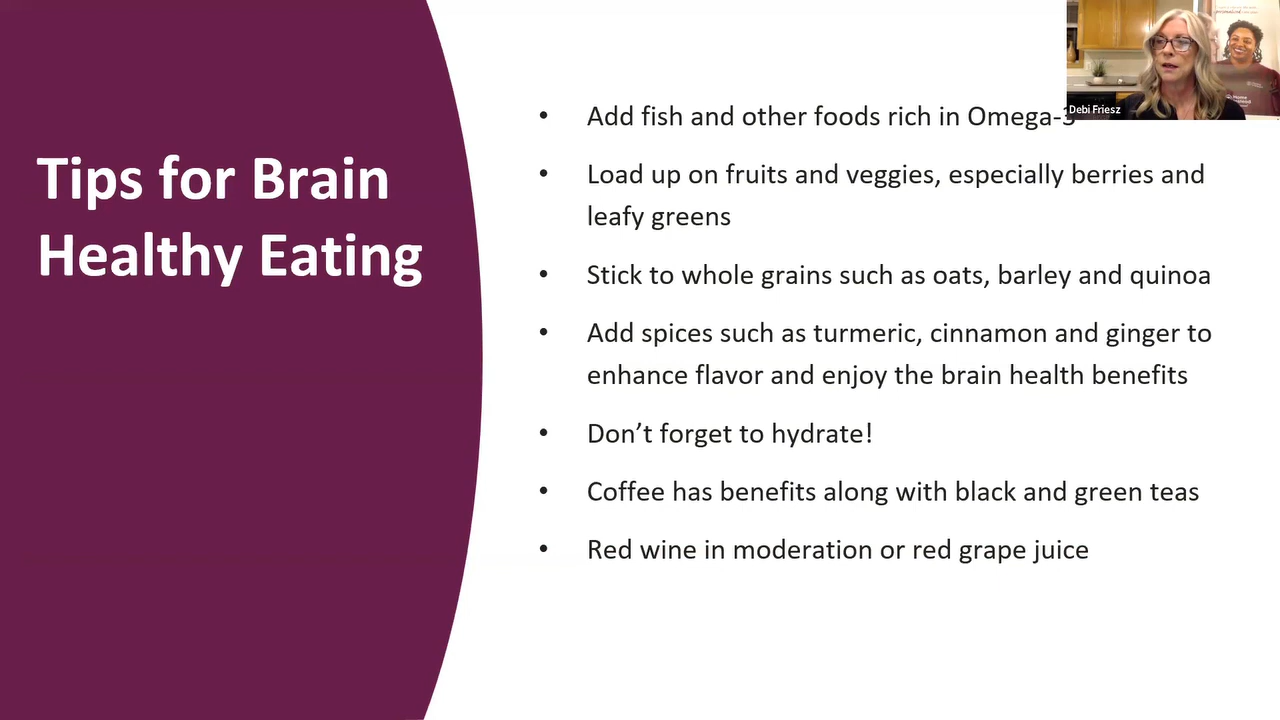 Tips for Brain
Healthy Eating
• Add fish and other foods rich in Omega-3
• Load up on fruits and veggies, especially berries and
leafy greens
• Stick to whole grains such as oats, barley and quinoa
• Add spices such as turmeric, cinnamon and ginger to
enhance flavor and enjoy the brain health benefits
• Don’t forget to hydrate!
• Coffee has benefits along with black and green teas
• Red wine in moderation or red grape juice
Debi Friesz